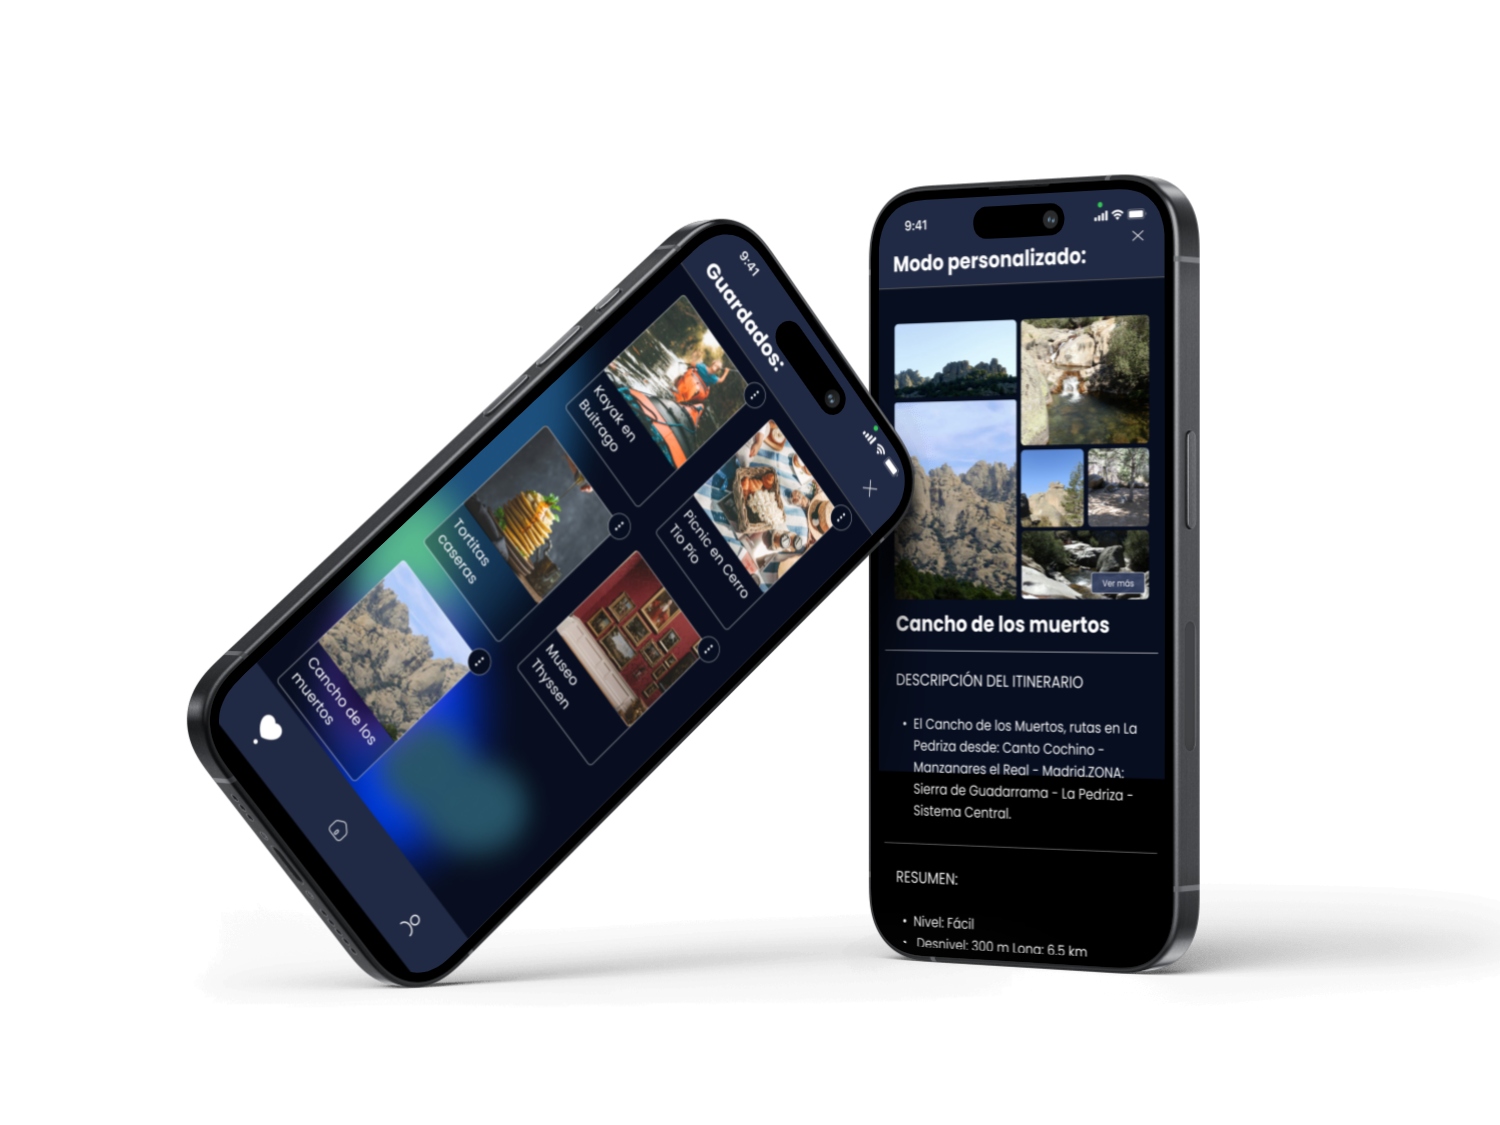 9:41
Guardados:
Kayak en
Buitrago
Picnic en Cerro
Tío Pío
Tortitas
caseras
Museo
Thyssen
Cancho de los
muertos
9:41
Modo personalizado:
Ver más
Cancho de los muertos
DESCRIPCIÓN DEL ITINERARIO
• El Cancho de los Muertos, rutas en La
Pedriza desde: Canto Cochino -
Manzanares el Real - Madrid.ZONA:
Sierra de Guadarrama - La Pedriza -
Sistema Central.
RESUMEN:
• Nivel: Fácil
• Desnivel: 300 m Long: 6.5 km